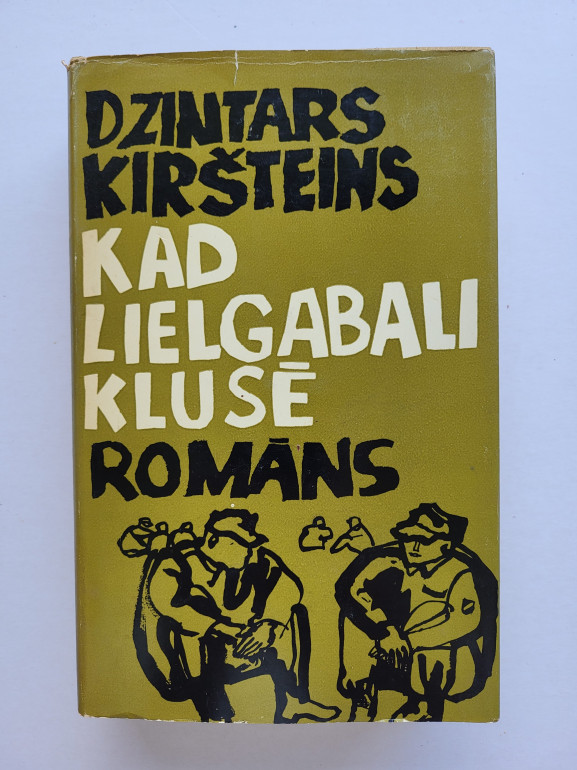 DZINTARS
KIRŠTEINS
KAD
LIELGABALI
KLUSĒ
ROMĀNS